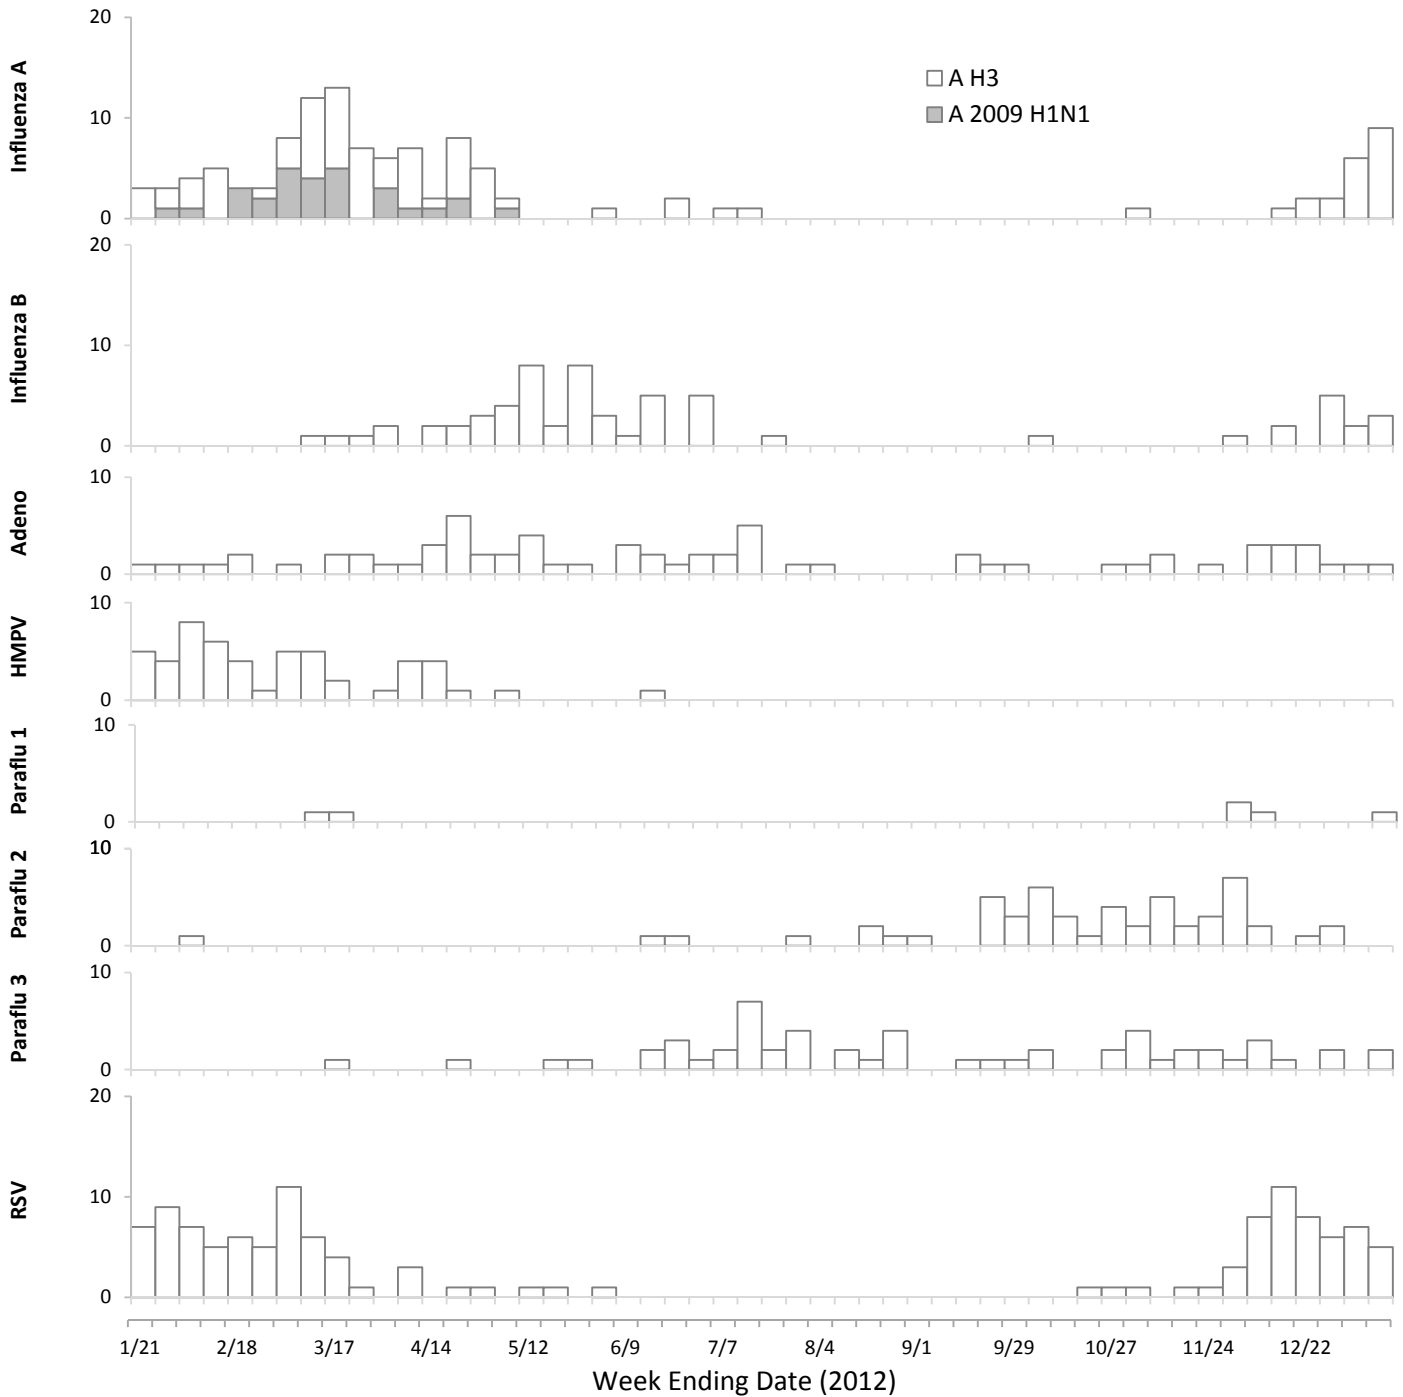 Influenza A
20
10
0
A H3
A 2009 H1N1
Influenza B
20
10
0
Adeno
10
0
HMPV
10
0
Paraflu 1
10
0
Paraflu 2
10
0
Paraflu 3
10
0
RSV
20
10
0
1/21 2/18 3/17 4/14 5/12 6/9 7/7 8/4 9/1 9/29 10/27 11/24 12/22
Week Ending Date (2012)